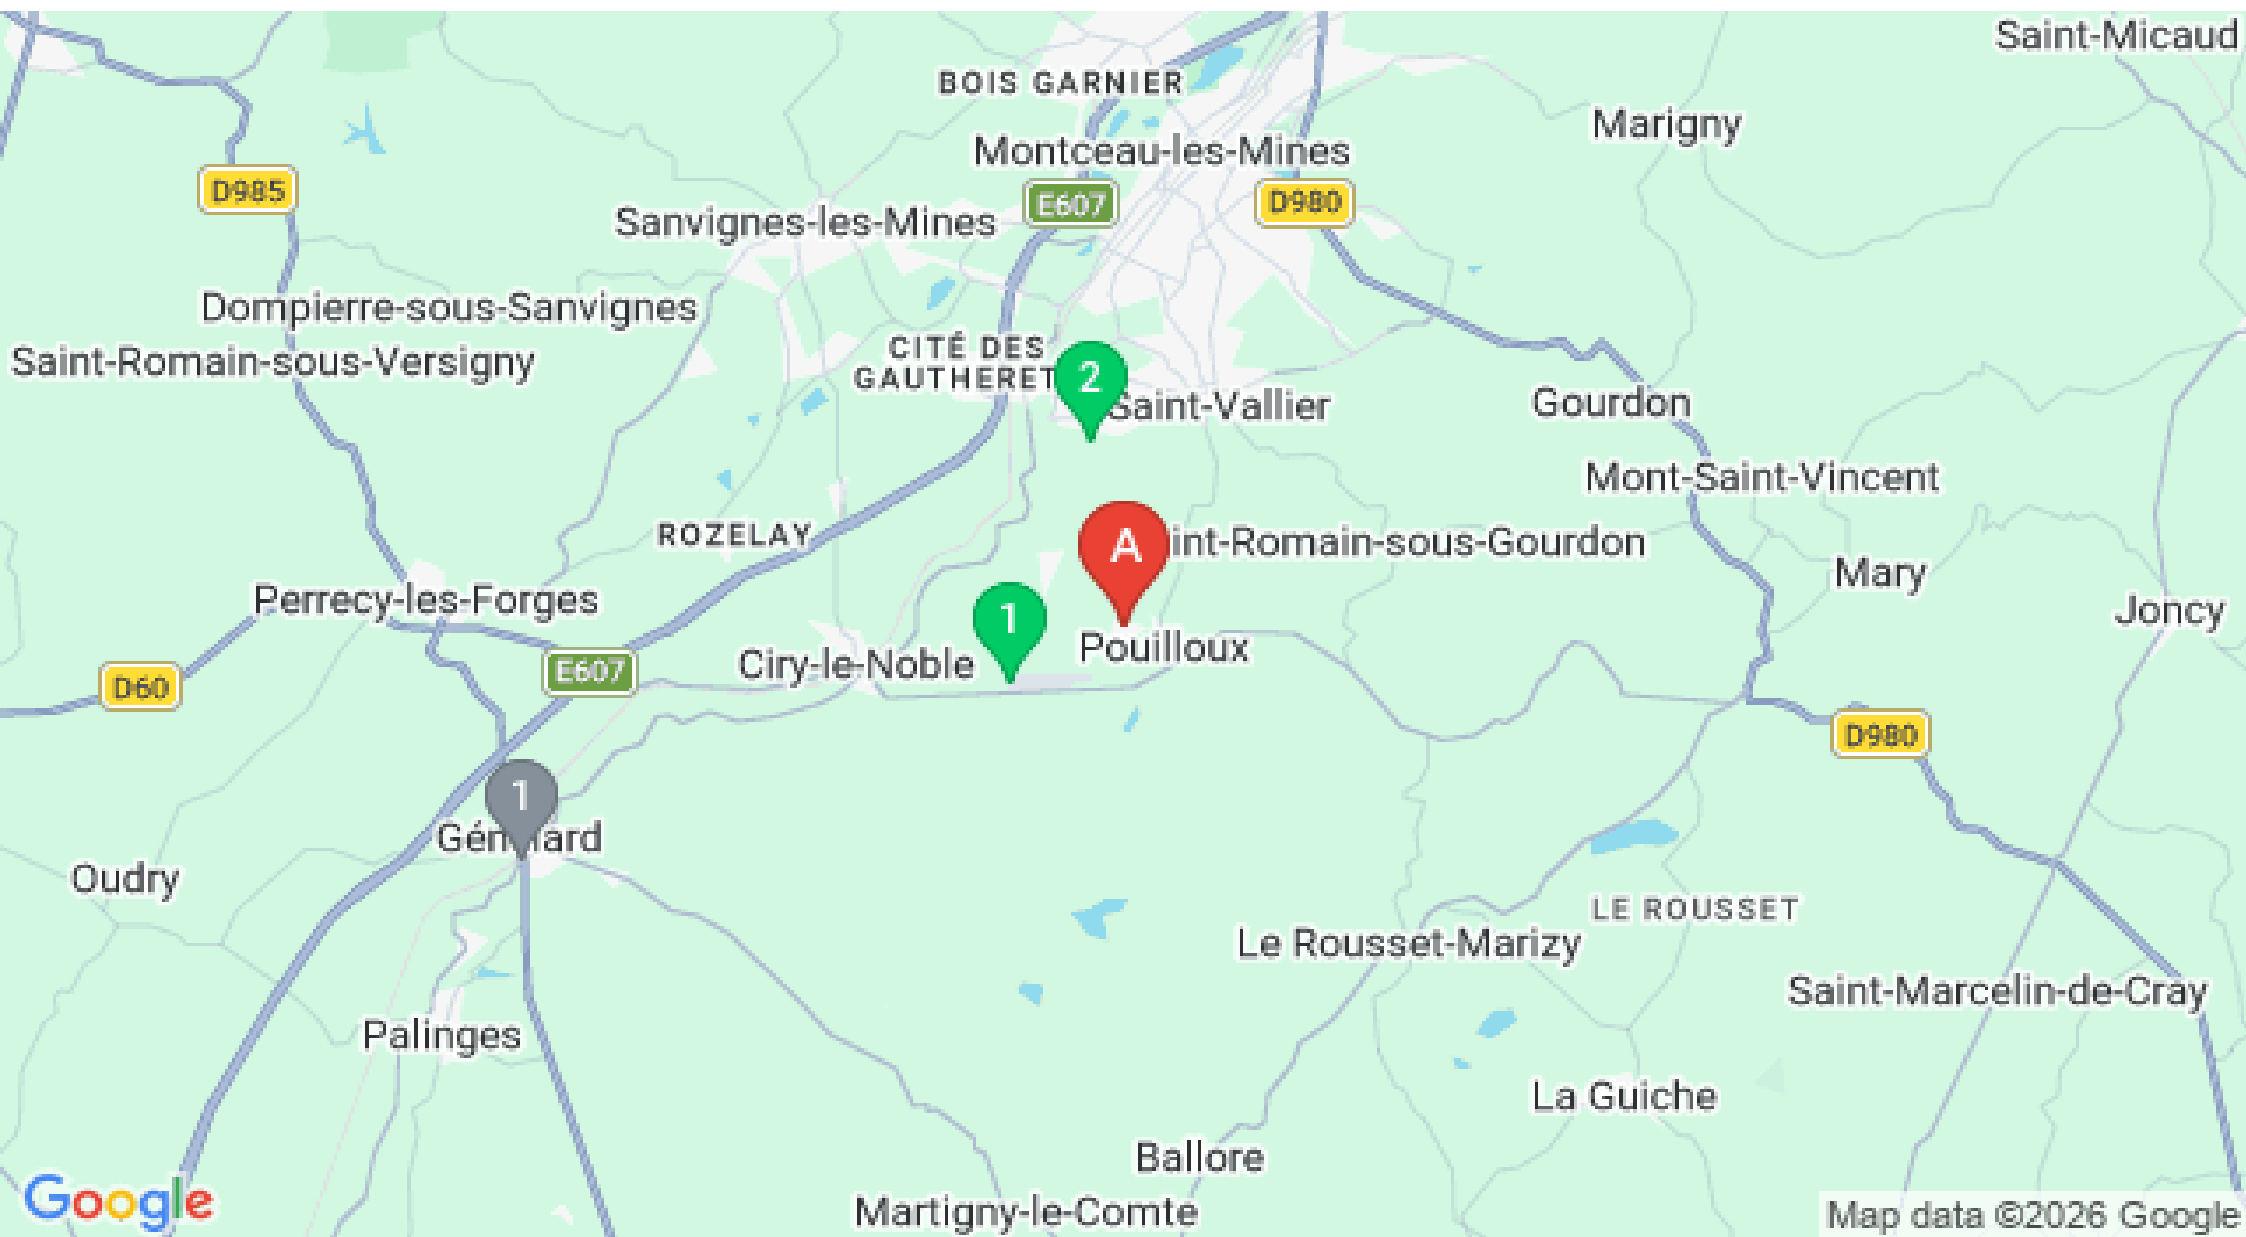 Saint-Micaud
BOIS GARNIER
Marigny
Montceau-les-Mines
D985
E607
D980
Sanvignes-les-Mines
Dompierre-sous-Sanvignes
CITÉ DES
GAUTHERET
Saint-Romain-sous-Versigny
2
Saint-Vallier
Gourdon
Mont-Saint-Vincent
ROZELAY
A
int-Romain-sous-Gourdon
Mary
Perrecy-les-Forges
1
Joncy
Pouilloux
Ciry-le-Noble
E607
D60
D980
1
Gén ard
Oudry
LE ROUSSET
Le Rousset-Marizy
Saint-Marcelin-de-Cray
Palinges
La Guiche
Ballore
Google
Martigny-le-Comte
Map data ©2026 Google